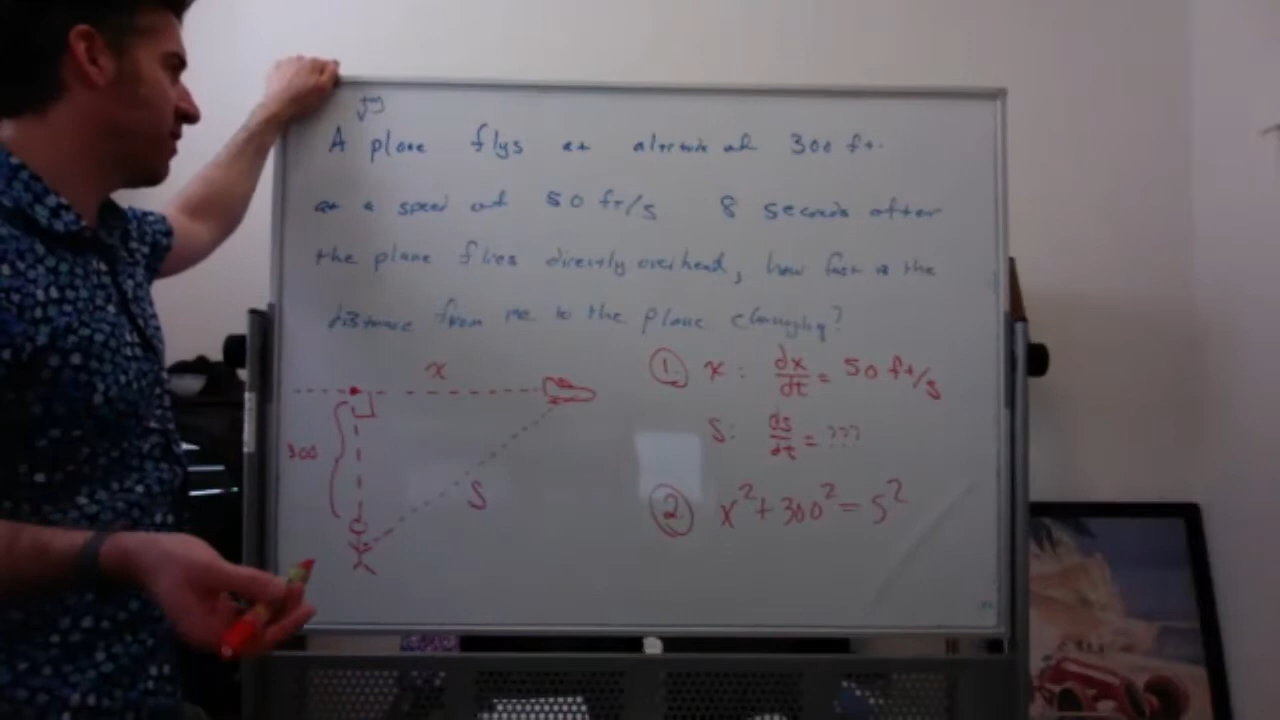 59
A plane flys at altitude of 300 ft.
at a speed of 50 ft/s 8 seconds after
the plane flies directly overhead, how fast is the
distance from me to the plane changing?
x
300
S
1. x: dx/dt = 50 ft/s
S: ds/dt = ???
2. x² + 300² = S²